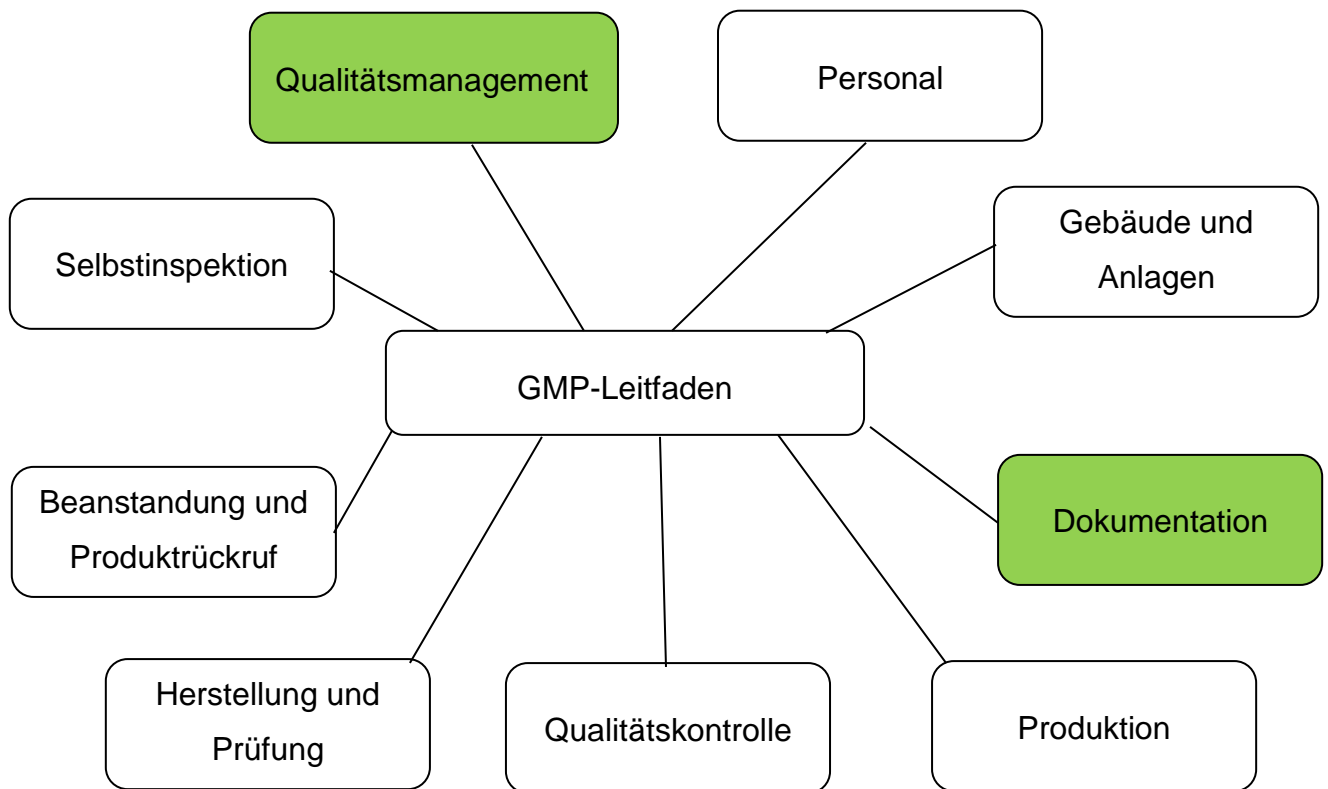 Qualitätsmanagement
Personal
Selbstinspektion
Gebäude und
Anlagen
GMP-Leitfaden
Beanstandung und
Produktrückruf
Dokumentation
Herstellung und
Prüfung
Qualitätskontrolle
Produktion